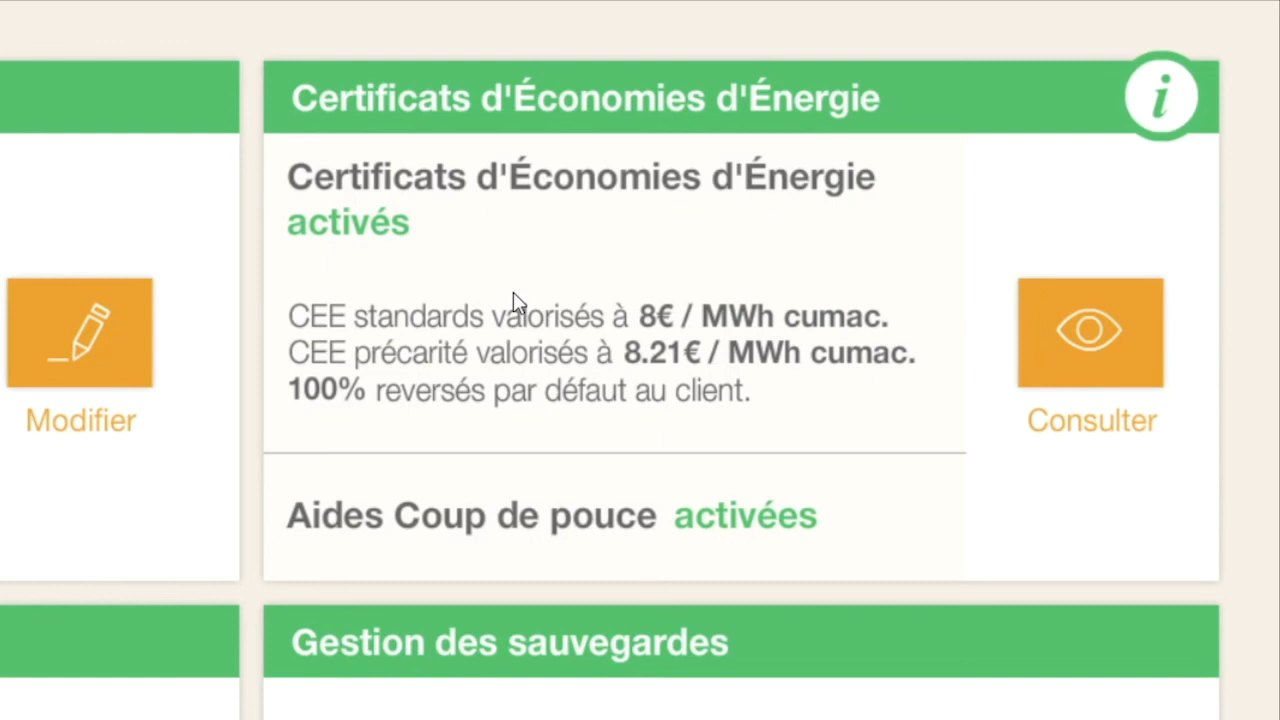 Certificats d'Économies d'Énergie
i
Certificats d'Économies d'Énergie
activés
CEE standards valorisés à 8€ / MWh cumac.
CEE précarité valorisés à 8.21€ / MWh cumac.
100% reversés par défaut au client.
Modifier
Consulter
Aides Coup de pouce activées
Gestion des sauvegardes